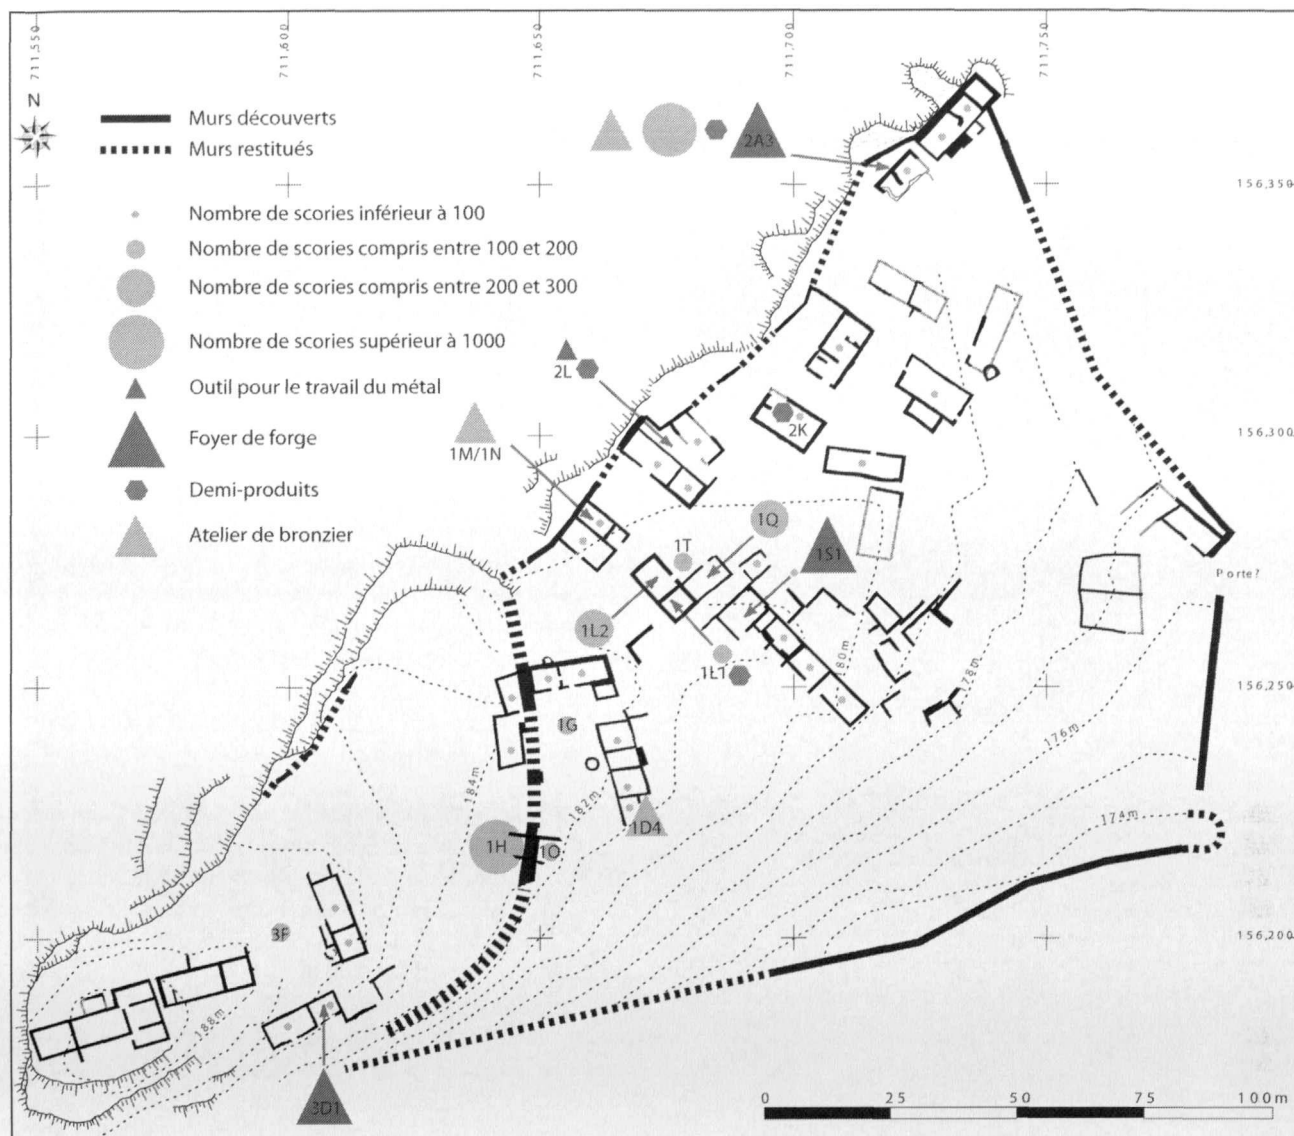 711,550
711,600
711,650
711,700
711,750
N
Murs découverts
Murs restitués
Nombre de scories inférieur à 100
Nombre de scories compris entre 100 et 200
Nombre de scories compris entre 200 et 300
Nombre de scories supérieur à 1000
Outil pour le travail du métal
Foyer de forge
Demi-produits
Atelier de bronzier
2A3
156,350
2L
2K
1M/1N
156,300
1Q
1T
1S1
Porte?
1L2
1L1
180m
178m
156,250
1G
176m
184m
182m
1D4
174m
1H
1O
3F
156,200
188m
3D1
0 25 50 75 100m